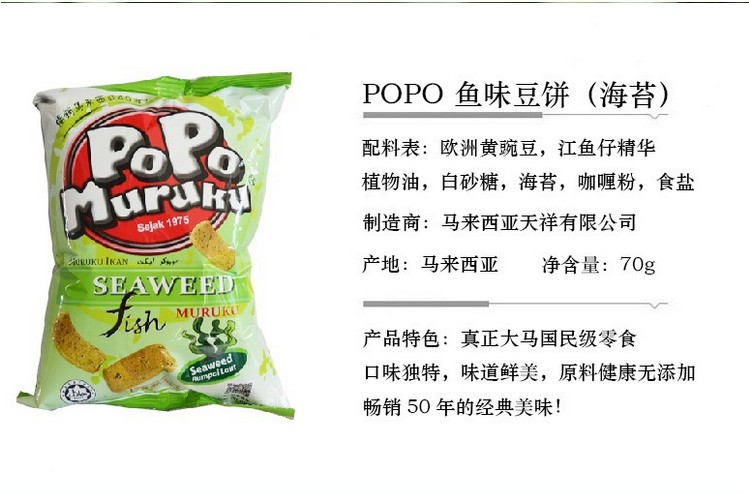 PoPo
Muruku
Sejak 1975
MURUKU IKAN
SEAWEED
fish MURUKU
Seaweed
Rumpai Laut
POPO 鱼味豆饼（海苔）
配料表：欧洲黄豌豆，江鱼仔精华
植物油，白砂糖，海苔，咖喱粉，食盐
制造商：马来西亚天祥有限公司
产地：马来西亚 净含量：70g
产品特色：真正大马国民级零食
口味独特，味道鲜美，原料健康无添加
畅销 50 年的经典美味！